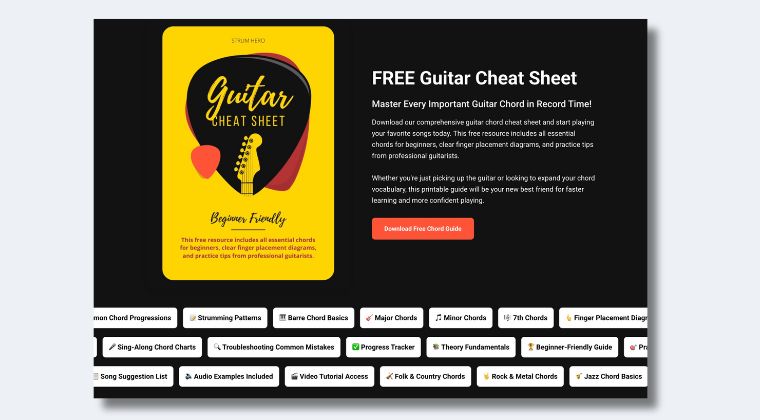 STRUM HERO
Guitar
CHEAT SHEET
Beginner Friendly
This free resource includes all essential chords
for beginners, clear finger placement diagrams,
and practice tips from professional guitarists.
FREE Guitar Cheat Sheet
Master Every Important Guitar Chord in Record Time!
Download our comprehensive guitar chord cheat sheet and start playing
your favorite songs today. This free resource includes all essential
chords for beginners, clear finger placement diagrams, and practice tips
from professional guitarists.
Whether you're just picking up the guitar or looking to expand your chord
vocabulary, this printable guide will be your new best friend for faster
learning and more confident playing.
Download Free Chord Guide
mon Chord Progressions Strumming Patterns Barre Chord Basics Major Chords Minor Chords 7th Chords Finger Placement Diagr
Sing-Along Chord Charts Troubleshooting Common Mistakes Progress Tracker Theory Fundamentals Beginner-Friendly Guide Pra
Song Suggestion List Audio Examples Included Video Tutorial Access Folk & Country Chords Rock & Metal Chords Jazz Chord Basics